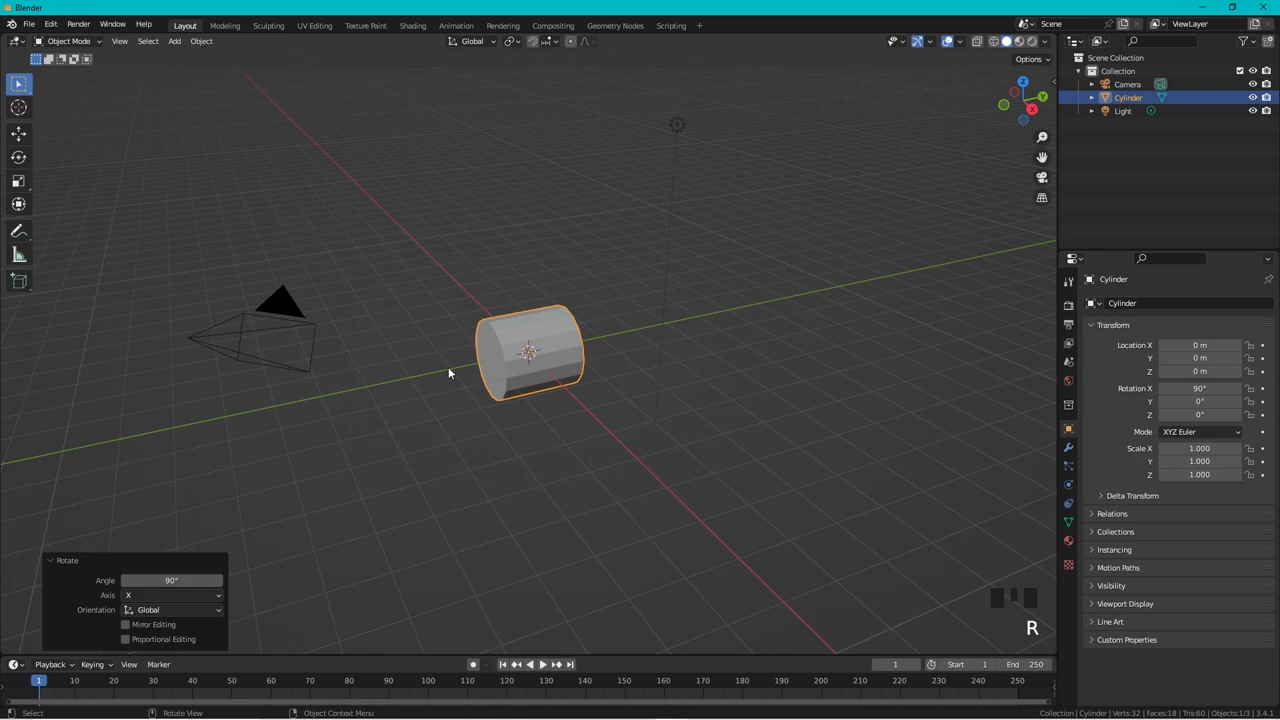 Blender
File Edit Render Window Help Layout Modeling Sculpting UV Editing Texture Paint Shading Animation Rendering Compositing Geometry Nodes Scripting + Scene ViewLayer
Object Mode View Select Add Object Global
Options
Z
Y
X
Scene Collection
Collection
Camera
Cylinder
Light
Cylinder
Cylinder
Transform
Location X 0 m
Y 0 m
Z 0 m
Rotation X 90°
Y 0°
Z 0°
Mode XYZ Euler
Scale X 1.000
Y 1.000
Z 1.000
Delta Transform
Relations
Collections
Instancing
Motion Paths
Visibility
Viewport Display
Line Art
Custom Properties
Rotate
Angle 90°
Axis X
Orientation Global
Mirror Editing
Proportional Editing
R
Playback Keying View Marker 1 Start 1 End 250
1 10 20 30 40 50 60 70 80 90 100 110 120 130 140 150 160 170 180 190 200 210 220 230 240 250
Select Rotate View Object Context Menu Collection | Cylinder | Verts:32 | Faces:18 | Tris:60 | Objects:1/3 | 3.4.1